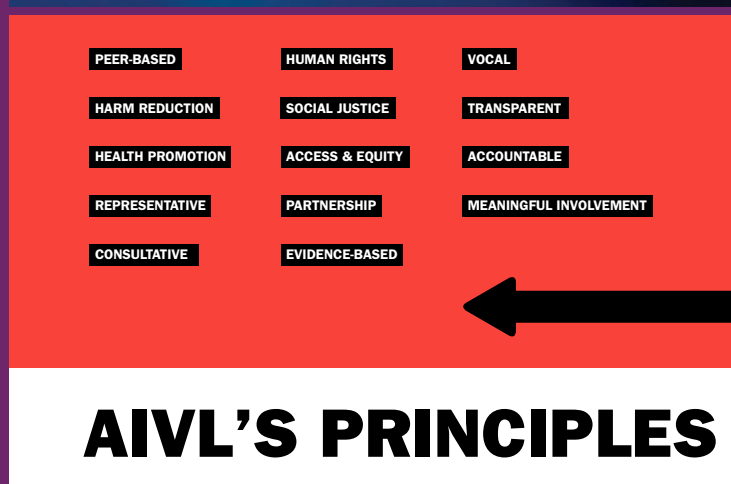 PEER-BASED
HARM REDUCTION
HEALTH PROMOTION
REPRESENTATIVE
CONSULTATIVE
HUMAN RIGHTS
SOCIAL JUSTICE
ACCESS & EQUITY
PARTNERSHIP
EVIDENCE-BASED
VOCAL
TRANSPARENT
ACCOUNTABLE
MEANINGFUL INVOLVEMENT
AIVL’S PRINCIPLES